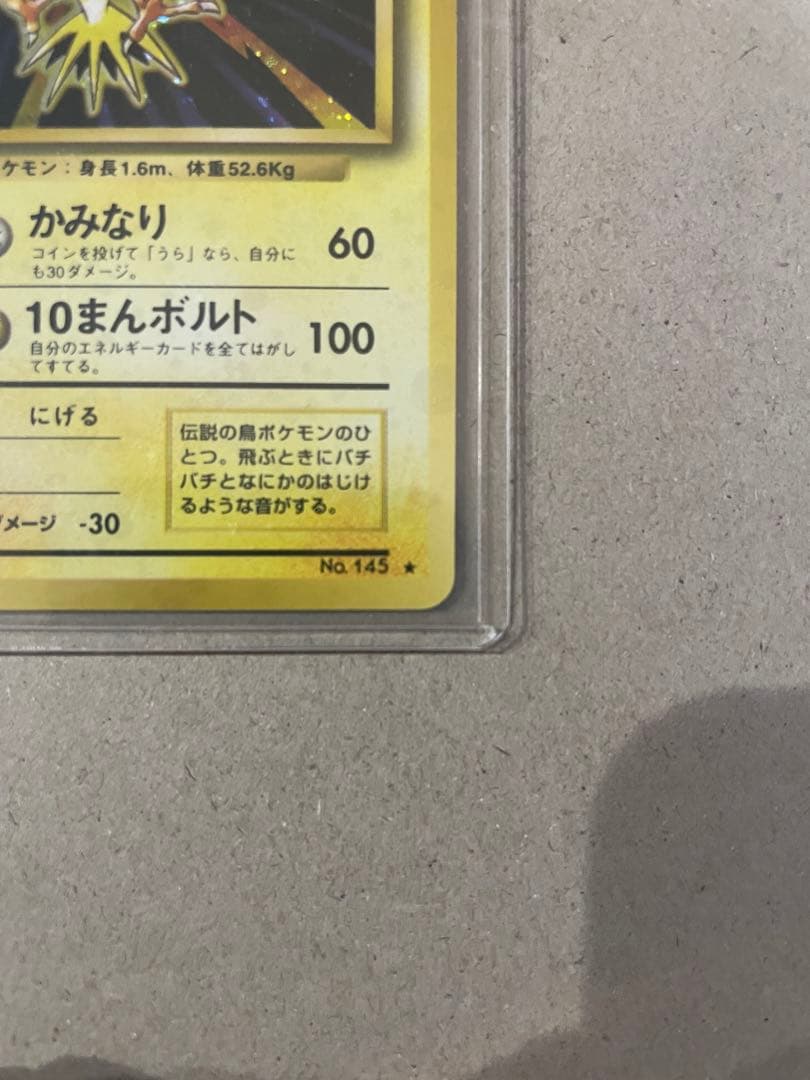 ケモン：身長1.6m、体重52.6Kg
かみなり 60
コインを投げて「うら」なら、自分に
も30ダメージ。
10まんボルト 100
自分のエネルギーカードを全てはがし
てすてる。
にげる
伝説の鳥ポケモンのひ
とつ。飛ぶときにバチ
バチとなにかのはじけ
るような音がする。
ダメージ -30
No. 145 ★